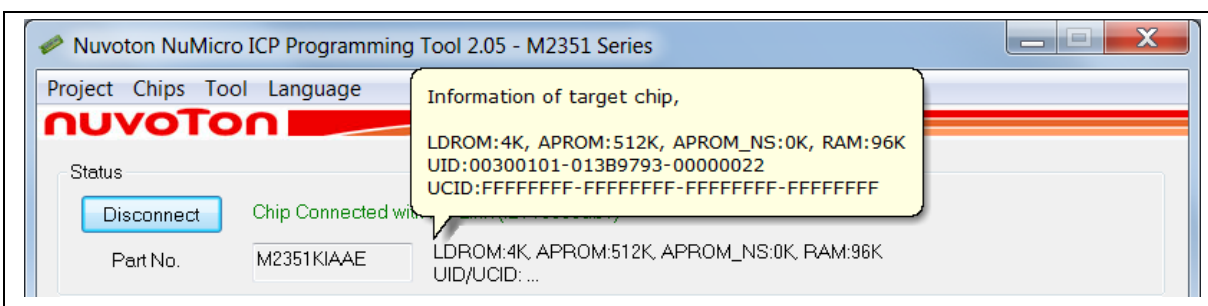 Nuvoton NuMicro ICP Programming Tool 2.05 - M2351 Series
Project Chips Tool Language
nuvoTon
Information of target chip,
LDROM:4K, APROM:512K, APROM_NS:0K, RAM:96K
UID:00300101-013B9793-00000022
UCID:FFFFFFFF-FFFFFFFF-FFFFFFFF-FFFFFFFF
Status
Disconnect Chip Connected
Part No. M2351KIAAE LDROM:4K, APROM:512K, APROM_NS:0K, RAM:96K
UID/UCID: ...